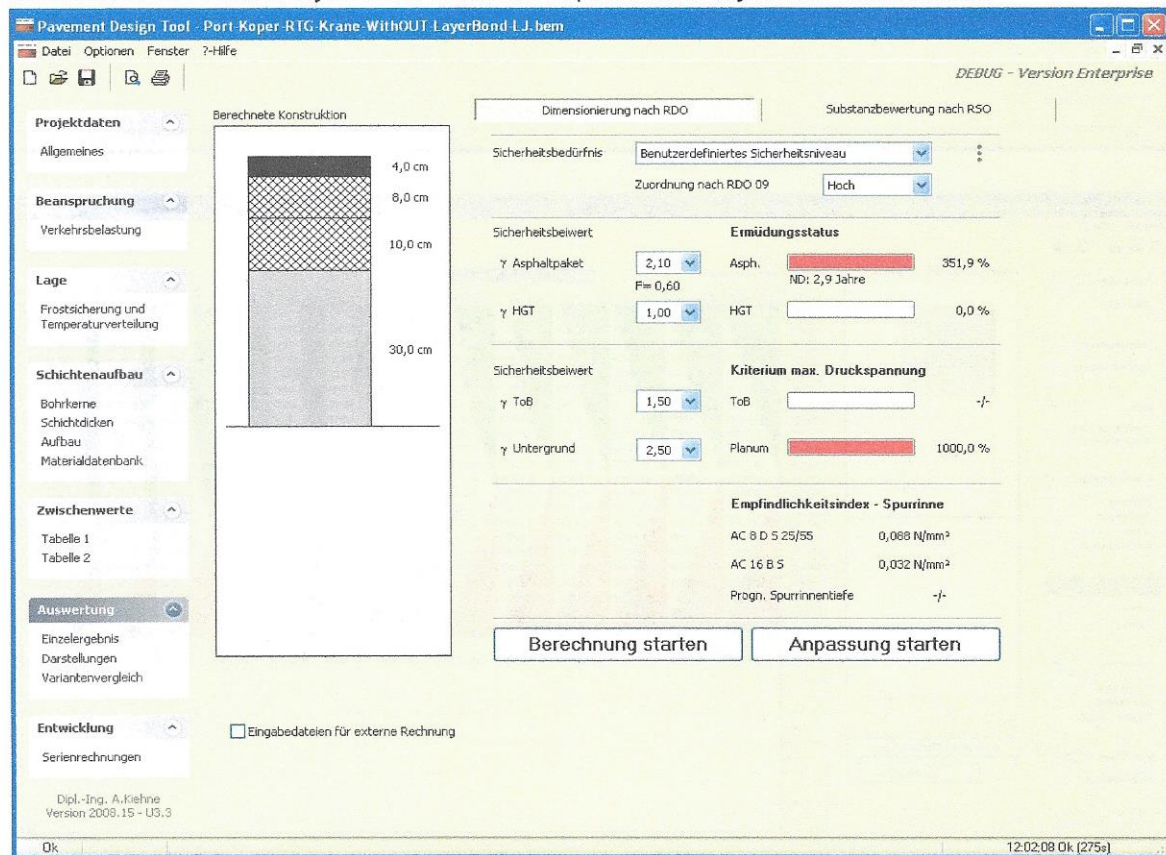 Pavement Design Tool - Port-Koper-RTG-Krane-WithOUT-LayerBond-LJ.bem
Datei Optionen Fenster ?-Hilfe
DEBUG - Version Enterprise
Projektdaten
Allgemeines
Beanspruchung
Verkehrsbelastung
Lage
Frostsicherung und
Temperaturverteilung
Schichtenaufbau
Bohrkerne
Schichtdicken
Aufbau
Materialdatenbank
Zwischenwerte
Tabelle 1
Tabelle 2
Auswertung
Einzelergebnis
Darstellungen
Variantenvergleich
Entwicklung
Serienrechnungen
Dipl.-Ing. A.Kiehne
Version 2009.15 - U3.3
Berechnete Konstruktion
4,0 cm
8,0 cm
10,0 cm
30,0 cm
Eingabedateien für externe Rechnung
Dimensionierung nach RDO
Substanzbewertung nach RSO
Sicherheitsbedürfnis Benutzerdefiniertes Sicherheitsniveau
Zuordnung nach RDO 09 Hoch
Sicherheitsbeiwert Ermüdungsstatus
γ Asphaltpaket 2,10 Asph. 351,9 %
F= 0,60 ND: 2,9 Jahre
γ HGT 1,00 HGT 0,0 %
Sicherheitsbeiwert Kriterium max. Druckspannung
γ ToB 1,50 ToB -/-
γ Untergrund 2,50 Planum 1000,0 %
Empfindlichkeitsindex - Spurrinne
AC 8 D S 25/55 0,088 N/mm²
AC 16 B S 0,032 N/mm²
Progn. Spurrinnentiefe -/-
Berechnung starten Anpassung starten
Ok 12:02:08 Ok (275s)